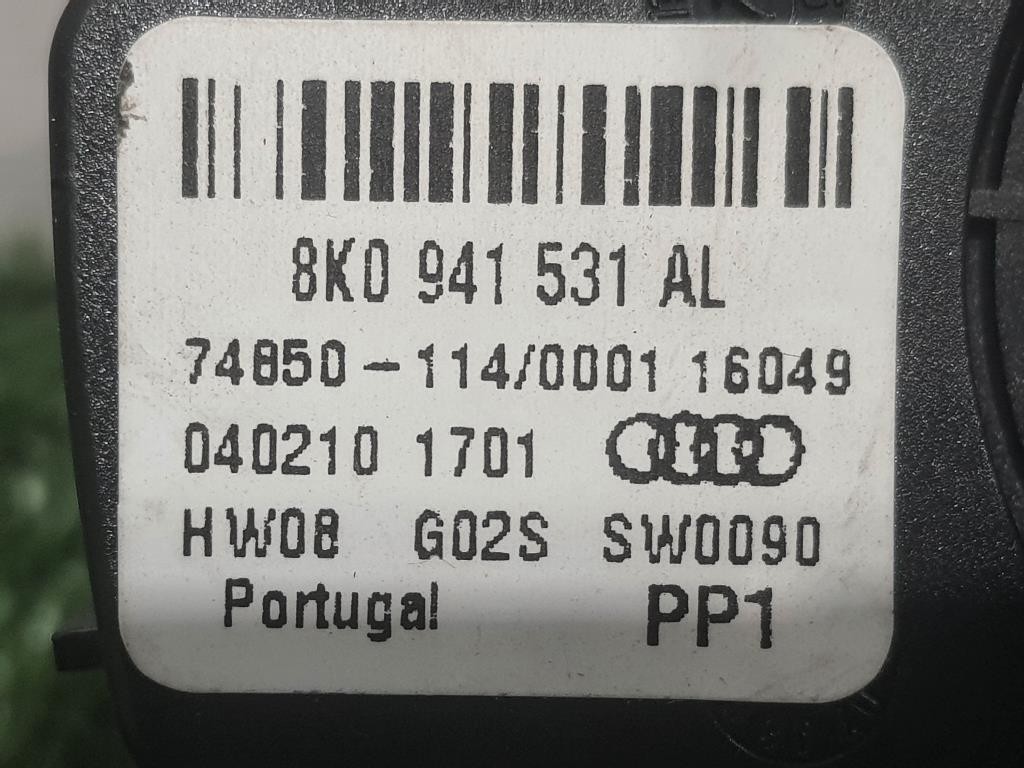 8K0 941 531 AL
74850-114/0001 16049
040210 1701
HW08 G02S SW0090
Portugal PP1